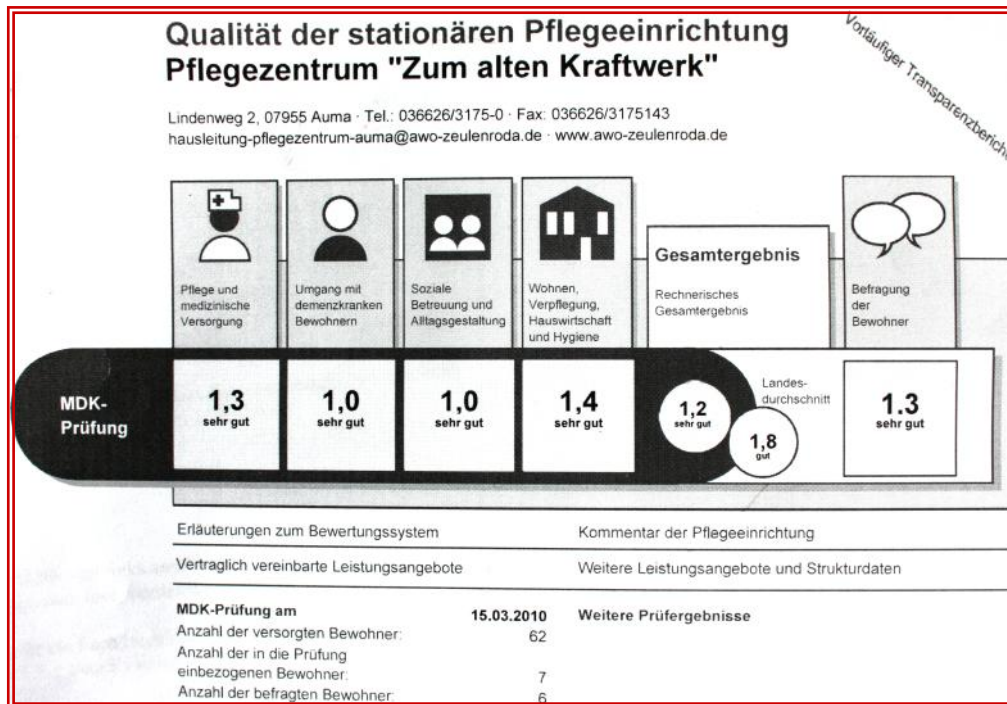 Qualität der stationären Pflegeeinrichtung
Pflegezentrum "Zum alten Kraftwerk"
Vorläufiger Transparenzbericht
Lindenweg 2, 07955 Auma · Tel.: 036626/3175-0 · Fax: 036626/3175143
hausleitung-pflegezentrum-auma@awo-zeulenroda.de · www.awo-zeulenroda.de
Pflege und
medizinische
Versorgung
Umgang mit
demenzkranken
Bewohnern
Soziale
Betreuung und
Alltagsgestaltung
Wohnen,
Verpflegung,
Hauswirtschaft
und Hygiene
Gesamtergebnis
Rechnerisches
Gesamtergebnis
Befragung
der
Bewohner
MDK-
Prüfung
1,3
sehr gut
1,0
sehr gut
1,0
sehr gut
1,4
sehr gut
1,2
sehr gut
Landes-
durchschnitt
1,8
gut
1.3
sehr gut
Erläuterungen zum Bewertungssystem
Kommentar der Pflegeeinrichtung
Vertraglich vereinbarte Leistungsangebote
Weitere Leistungsangebote und Strukturdaten
MDK-Prüfung am 15.03.2010
Anzahl der versorgten Bewohner: 62
Anzahl der in die Prüfung
einbezogenen Bewohner: 7
Anzahl der befragten Bewohner: 6
Weitere Prüfergebnisse